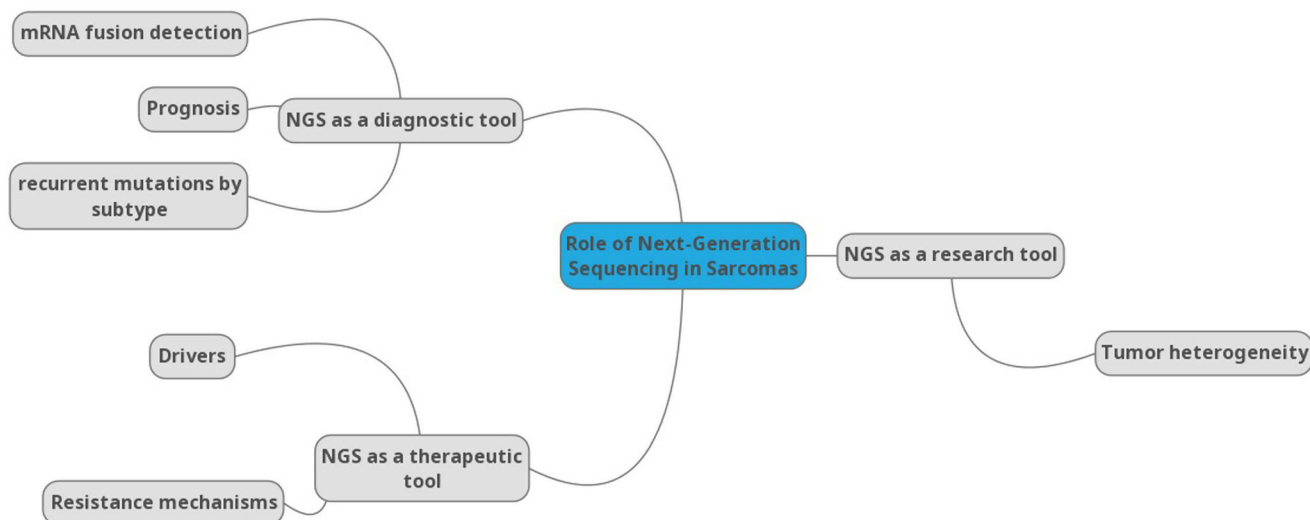 mRNA fusion detection
Prognosis
NGS as a diagnostic tool
recurrent mutations by
subtype
Role of Next-Generation
Sequencing in Sarcomas
NGS as a research tool
Tumor heterogeneity
Drivers
NGS as a therapeutic
tool
Resistance mechanisms